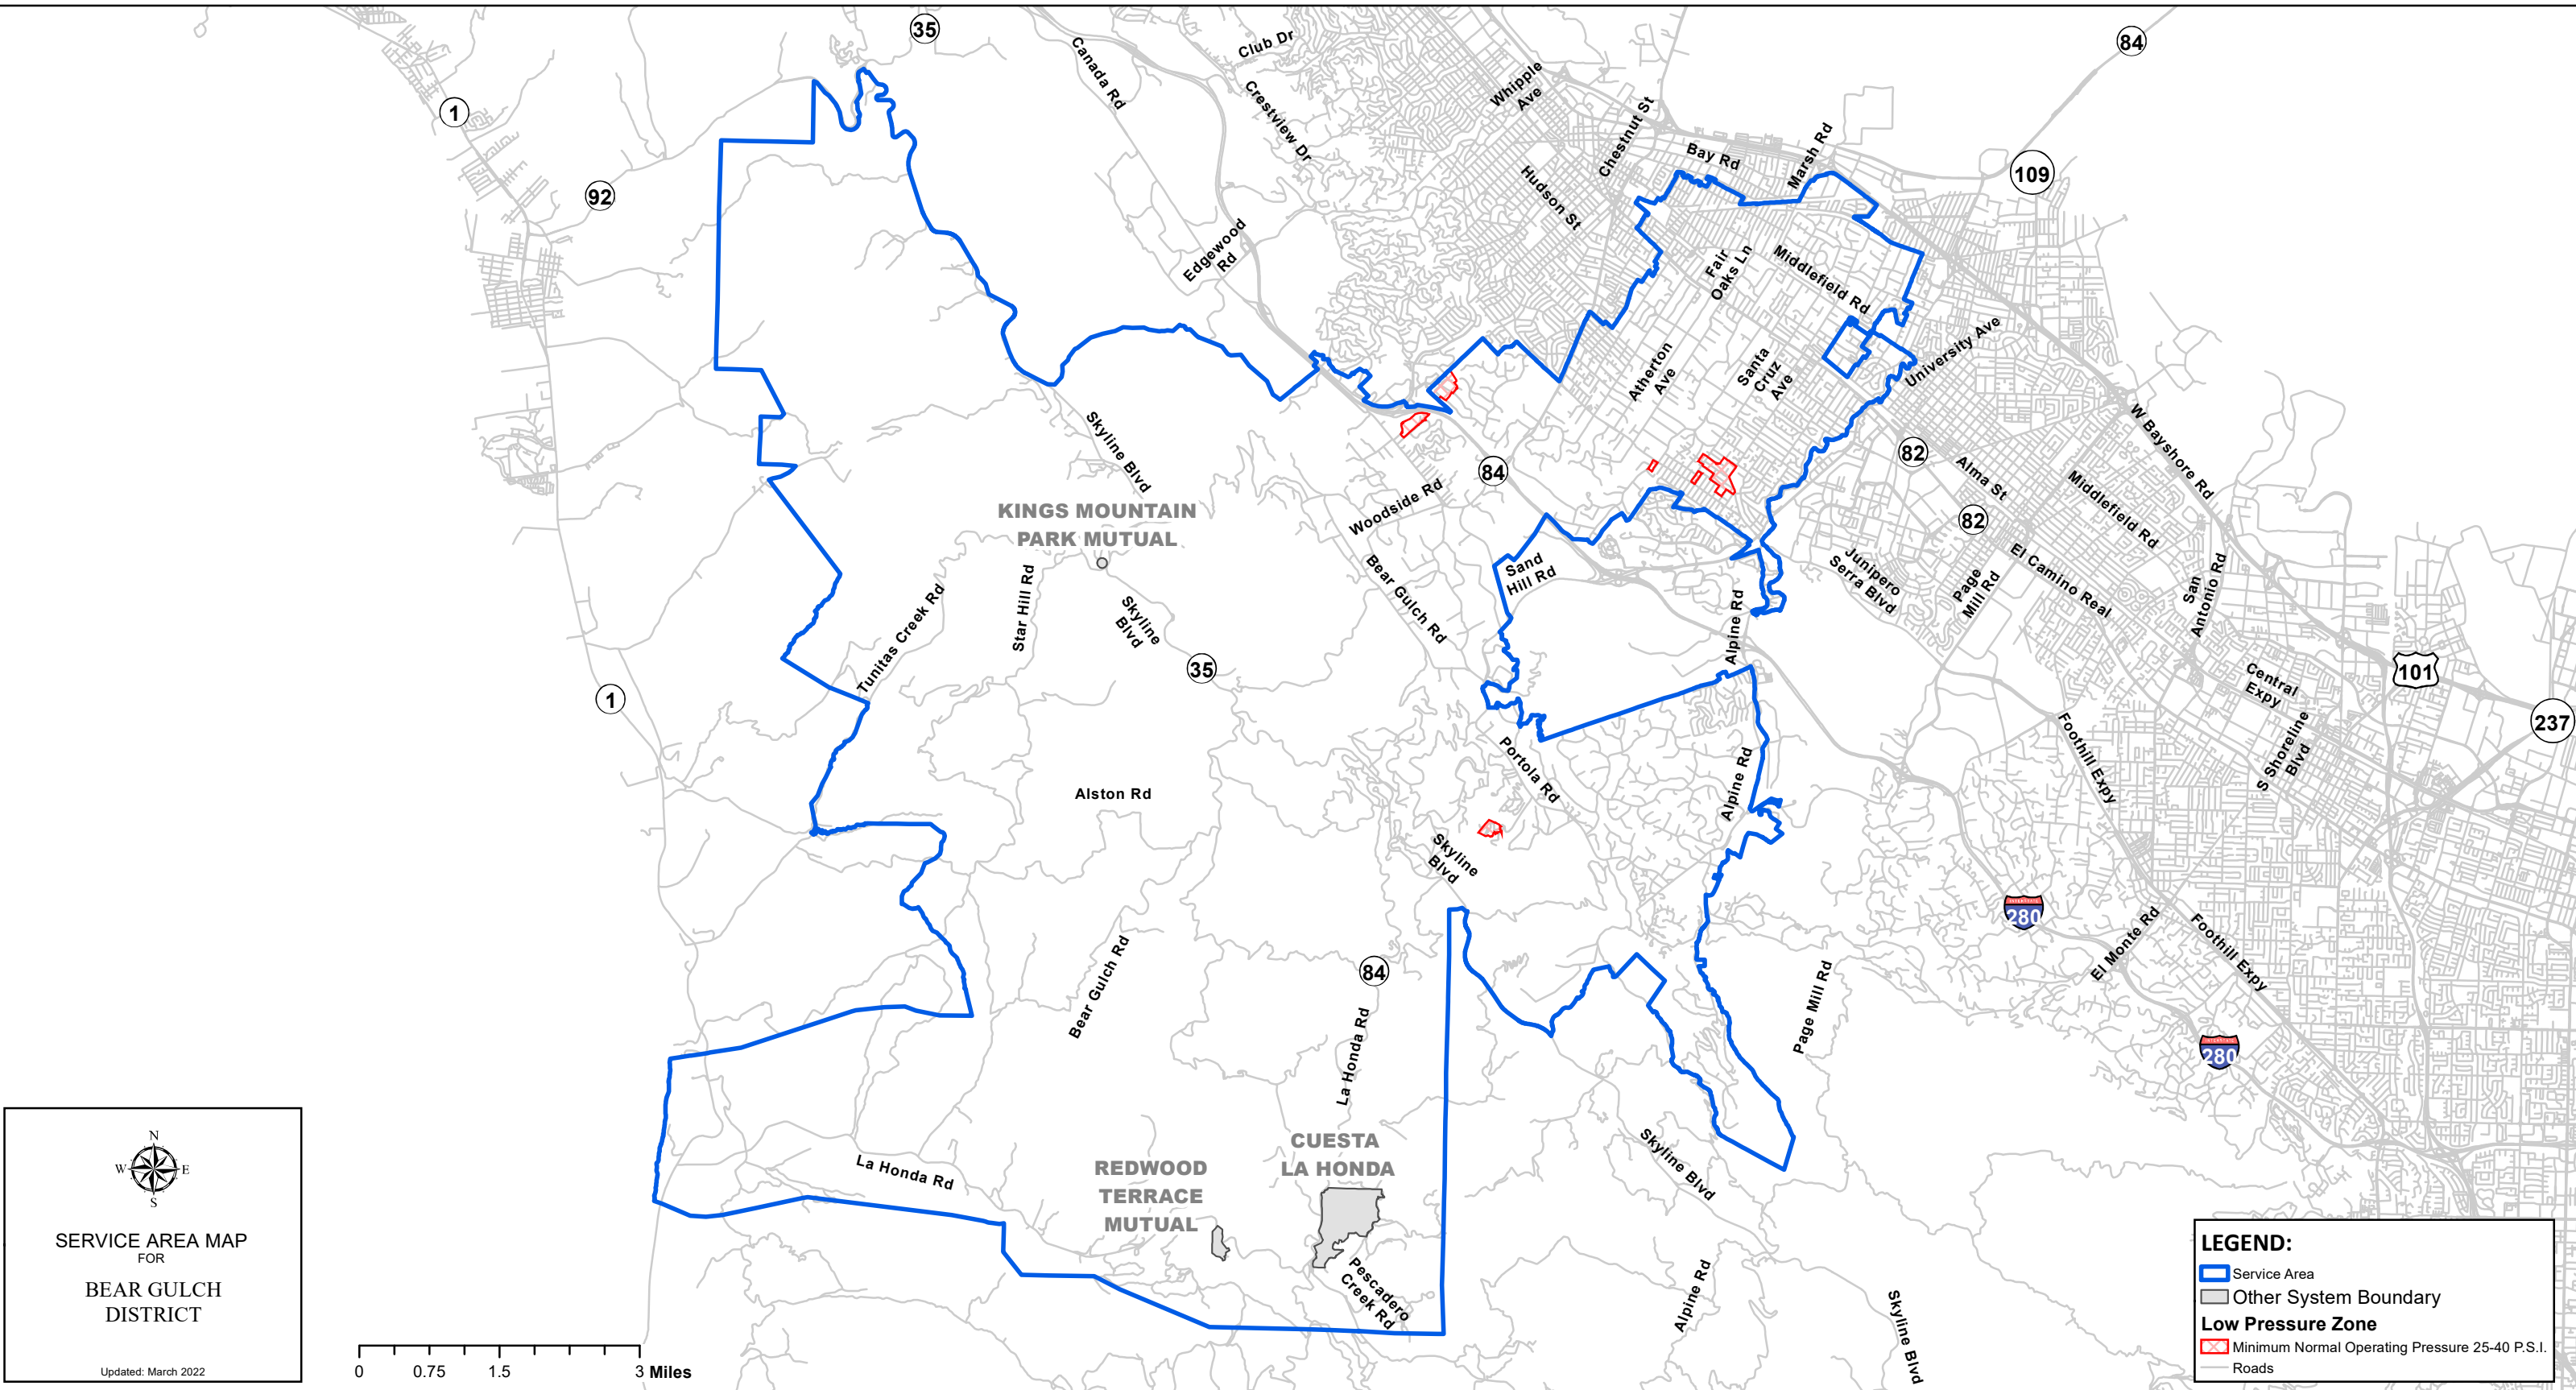 35
84
Club Dr
Canada Rd
1
Crestview Dr
Whipple
Ave
Chestnut St
Bay Rd
Marsh Rd
109
92
Hudson St
Edgewood
Rd
Fair
Oaks Ln
Middlefield Rd
University Ave
Atherton
Ave
Santa
Cruz
Ave
W Bayshore Rd
Skyline Blvd
82
84
Alma St
Middlefield Rd
Woodside Rd
KINGS MOUNTAIN
PARK MUTUAL
82
Sand
Hill Rd
Bear Gulch Rd
Junipero
Serra Blvd
Page
Mill Rd
El Camino Real
San
Antonio Rd
Star Hill Rd
Tunitas Creek Rd
Skyline
Blvd
Alpine Rd
35
1
101
Central
Expy
237
Foothill Expy
S Shoreline
Blvd
Portola Rd
Alpine Rd
Alston Rd
Skyline
Blvd
INTERSTATE
280
El Monte Rd
Foothill Expy
Bear Gulch Rd
84
Page Mill Rd
La Honda Rd
INTERSTATE
280
CUESTA
LA HONDA
REDWOOD
TERRACE
MUTUAL
La Honda Rd
Skyline Blvd
Pescadero
Creek Rd
Alpine Rd
Skyline Blvd
N
W
E
S
SERVICE AREA MAP
FOR
BEAR GULCH
DISTRICT
Updated: March 2022
0 0.75 1.5 3 Miles
LEGEND:
Service Area
Other System Boundary
Low Pressure Zone
Minimum Normal Operating Pressure 25-40 P.S.I.
Roads